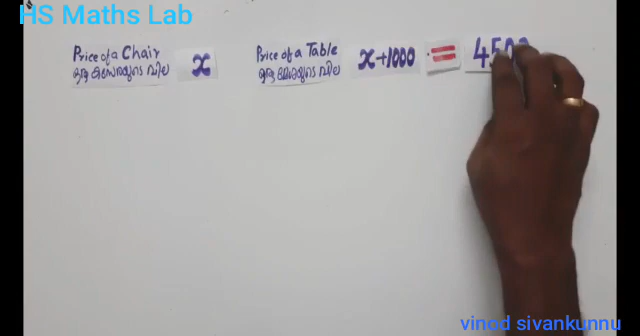 HS Maths Lab
Price of a Chair
ഒരു കസേരയുടെ വില
x
Price of a Table
ഒരു മേശയുടെ വില
x+1000
=
vinod sivankunnu